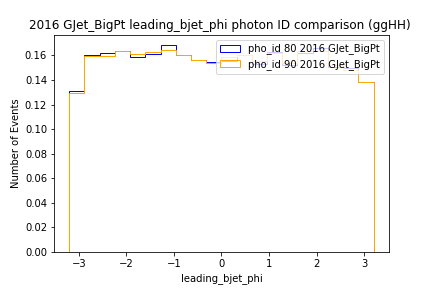 2016 GJet_BigPt leading_bjet_phi photon ID comparison (ggHH)
pho_id 80 2016 GJet_BigPt
pho_id 90 2016 GJet_BigPt
Number of Events
0.16
0.14
0.12
0.10
0.08
0.06
0.04
0.02
0.00
−3 −2 −1 0 1 2 3
leading_bjet_phi